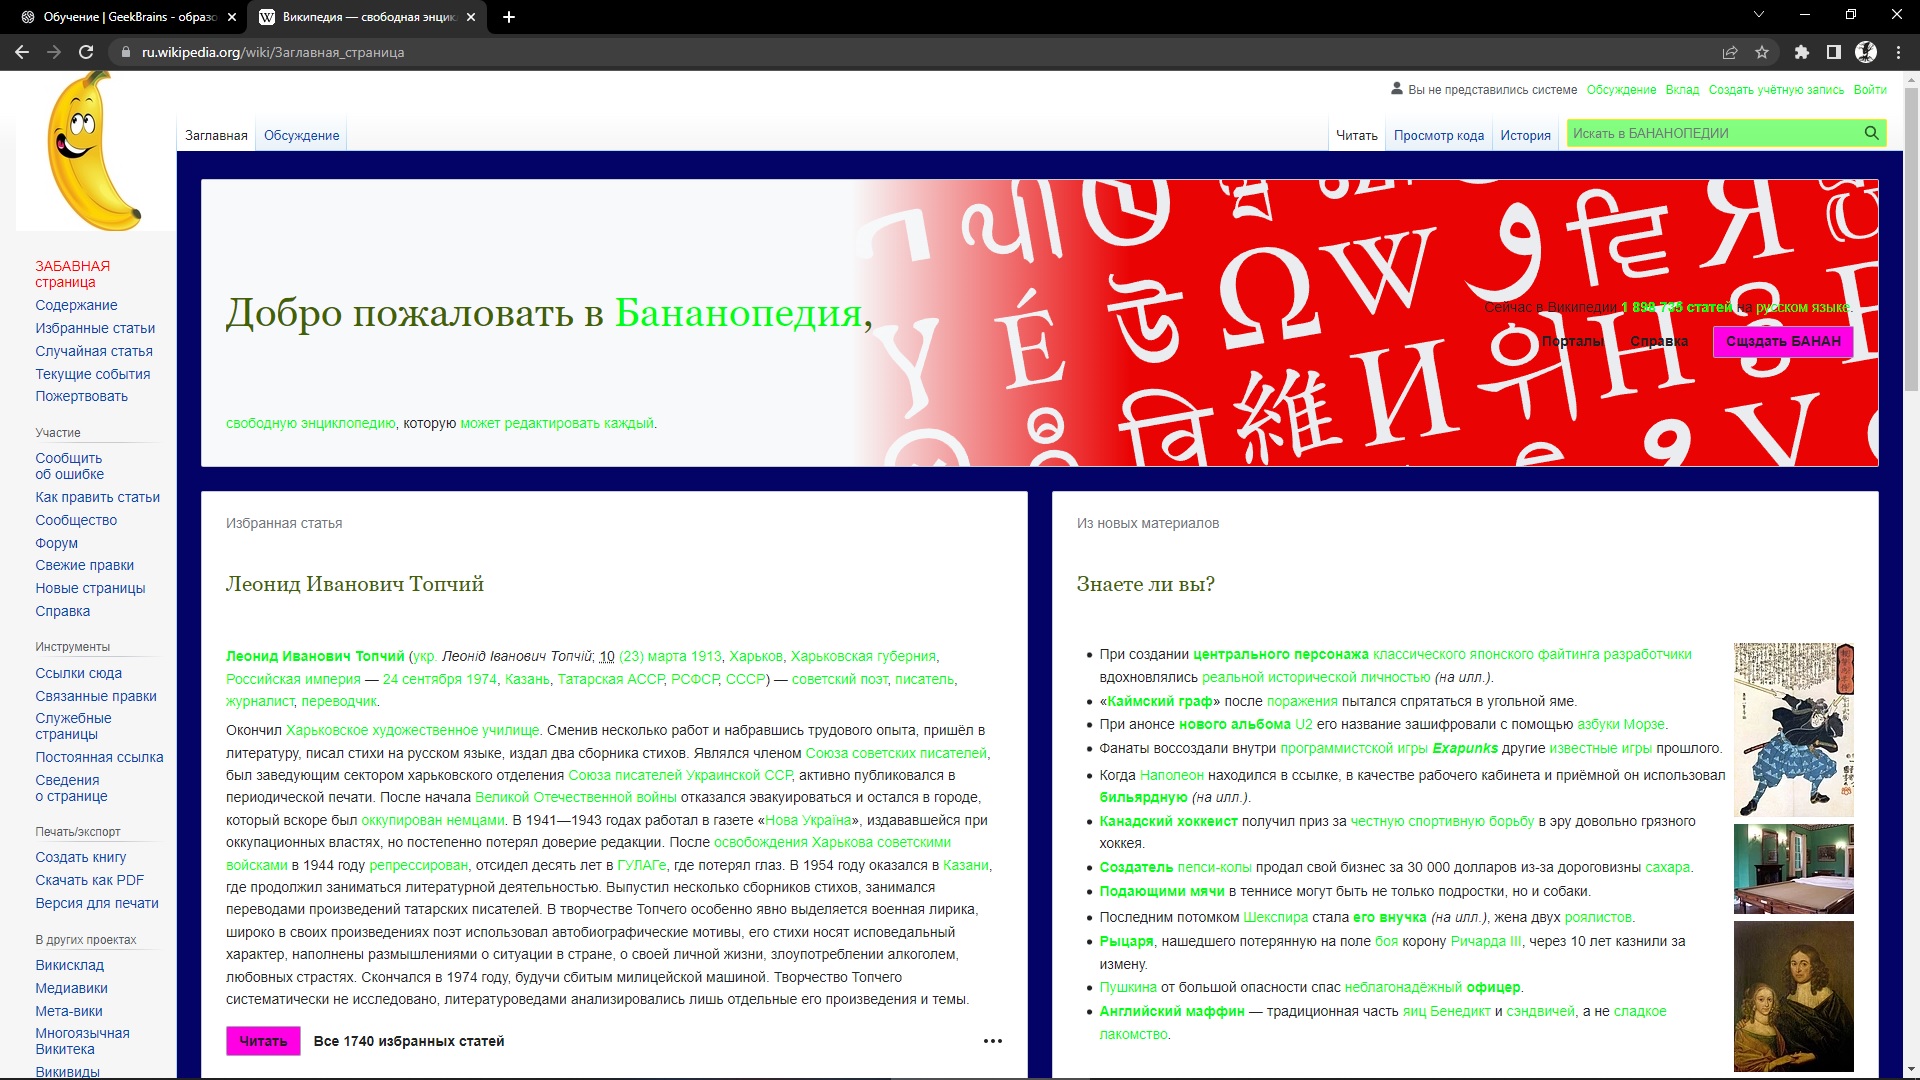 Обучение | GeekBrains - образо
Википедия — свободная энцик
ru.wikipedia.org/wiki/Заглавная_страница
Вы не представились системе Обсуждение Вклад Создать учётную запись Войти
Заглавная Обсуждение Читать Просмотр кода История Искать в БАНАНОПЕДИИ
ЗАБАВНАЯ
страница
Содержание
Избранные статьи
Случайная статья
Текущие события
Пожертвовать
Участие
Сообщить
об ошибке
Как править статьи
Сообщество
Форум
Свежие правки
Новые страницы
Справка
Инструменты
Ссылки сюда
Связанные правки
Служебные
страницы
Постоянная ссылка
Сведения
о странице
Печать/экспорт
Создать книгу
Скачать как PDF
Версия для печати
В других проектах
Викисклад
Медиавики
Мета-вики
Многоязычная
Викитека
Викивиды
Добро пожаловать в Бананопедия,
свободную энциклопедию, которую может редактировать каждый.
Сейчас в Википедии 1 898 735 статей на русском языке.
Порталы Справка Сщздать БАНАН
Ω W و Я
É И Н
維 위 V
Избранная статья
Леонид Иванович Топчий
Леонид Иванович Топчий (укр. Леонід Іванович Топчій; 10 (23) марта 1913, Харьков, Харьковская губерния,
Российская империя — 24 сентября 1974, Казань, Татарская АССР, РСФСР, СССР) — советский поэт, писатель,
журналист, переводчик.
Окончил Харьковское художественное училище. Сменив несколько работ и набравшись трудового опыта, пришёл в
литературу, писал стихи на русском языке, издал два сборника стихов. Являлся членом Союза советских писателей,
был заведующим сектором харьковского отделения Союза писателей Украинской ССР, активно публиковался в
периодической печати. После начала Великой Отечественной войны отказался эвакуироваться и остался в городе,
который вскоре был оккупирован немцами. В 1941—1943 годах работал в газете «Нова Україна», издававшейся при
оккупационных властях, но постепенно потерял доверие редакции. После освобождения Харькова советскими
войсками в 1944 году репрессирован, отсидел десять лет в ГУЛАГе, где потерял глаз. В 1954 году оказался в Казани,
где продолжил заниматься литературной деятельностью. Выпустил несколько сборников стихов, занимался
переводами произведений татарских писателей. В творчестве Топчего особенно явно выделяется военная лирика,
широко в своих произведениях поэт использовал автобиографические мотивы, его стихи носят исповедальный
характер, наполнены размышлениями о ситуации в стране, о своей личной жизни, злоупотреблении алкоголем,
любовных страстях. Скончался в 1974 году, будучи сбитым милицейской машиной. Творчество Топчего
систематически не исследовано, литературоведами анализировались лишь отдельные его произведения и темы.
Читать Все 1740 избранных статей
Из новых материалов
Знаете ли вы?
При создании центрального персонажа классического японского файтинга разработчики
вдохновлялись реальной исторической личностью (на илл.).
«Каймский граф» после поражения пытался спрятаться в угольной яме.
При анонсе нового альбома U2 его название зашифровали с помощью азбуки Морзе.
Фанаты воссоздали внутри программистской игры Exapunks другие известные игры прошлого.
Когда Наполеон находился в ссылке, в качестве рабочего кабинета и приёмной он использовал
бильярдную (на илл.).
Канадский хоккеист получил приз за честную спортивную борьбу в эру довольно грязного
хоккея.
Создатель пепси-колы продал свой бизнес за 30 000 долларов из-за дороговизны сахара.
Подающими мячи в теннисе могут быть не только подростки, но и собаки.
Последним потомком Шекспира стала его внучка (на илл.), жена двух роялистов.
Рыцаря, нашедшего потерянную на поле боя корону Ричарда III, через 10 лет казнили за
измену.
Пушкина от большой опасности спас неблагонадёжный офицер.
Английский маффин — традиционная часть яиц Бенедикт и сэндвичей, а не сладкое
лакомство.